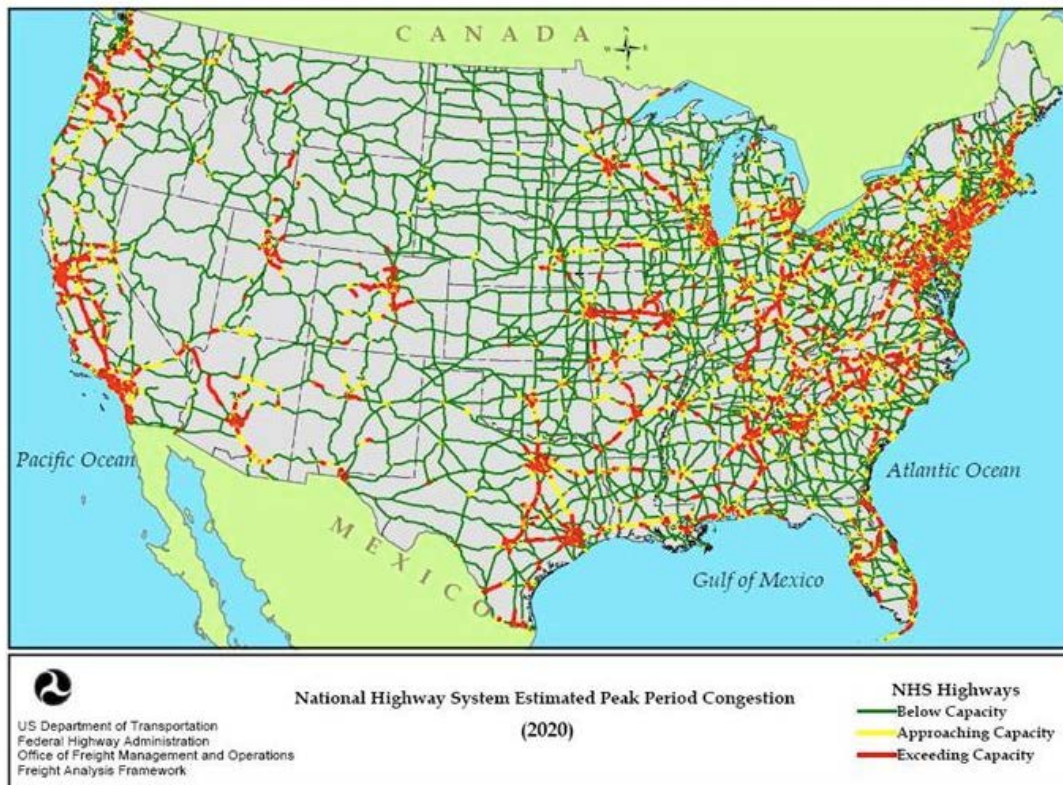 CANADA
N
W E
S
Pacific Ocean
Atlantic Ocean
MEXICO
Gulf of Mexico
US Department of Transportation
Federal Highway Administration
Office of Freight Management and Operations
Freight Analysis Framework
National Highway System Estimated Peak Period Congestion
(2020)
NHS Highways
Below Capacity
Approaching Capacity
Exceeding Capacity